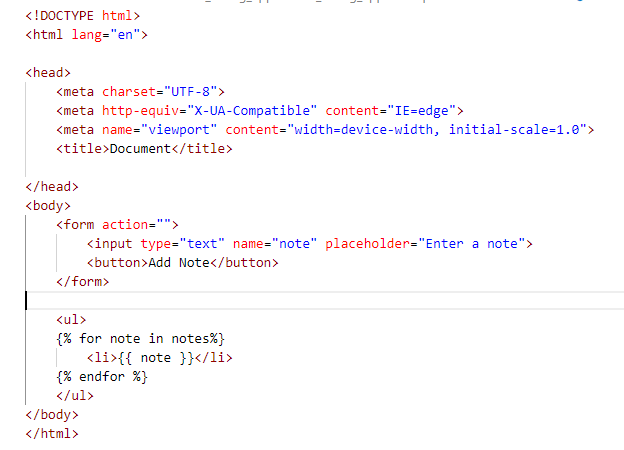 <!DOCTYPE html>
<html lang="en">
<head>
<meta charset="UTF-8">
<meta http-equiv="X-UA-Compatible" content="IE=edge">
<meta name="viewport" content="width=device-width, initial-scale=1.0">
<title>Document</title>
</head>
<body>
<form action="">
<input type="text" name="note" placeholder="Enter a note">
<button>Add Note</button>
</form>
<ul>
{% for note in notes%}
<li>{{ note }}</li>
{% endfor %}
</ul>
</body>
</html>